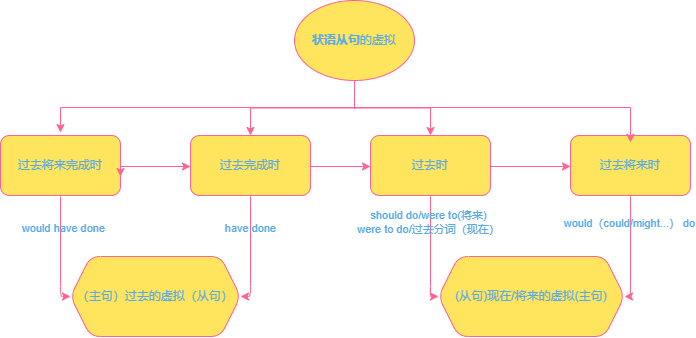 状语从句的虚拟
过去将来完成时
过去完成时
过去时
过去将来时
would have done
have done
should do/were to(将来)
were to do/过去分词（现在）
would（could/might...） do
（主句）过去的虚拟（从句）
(从句)现在/将来的虚拟(主句)